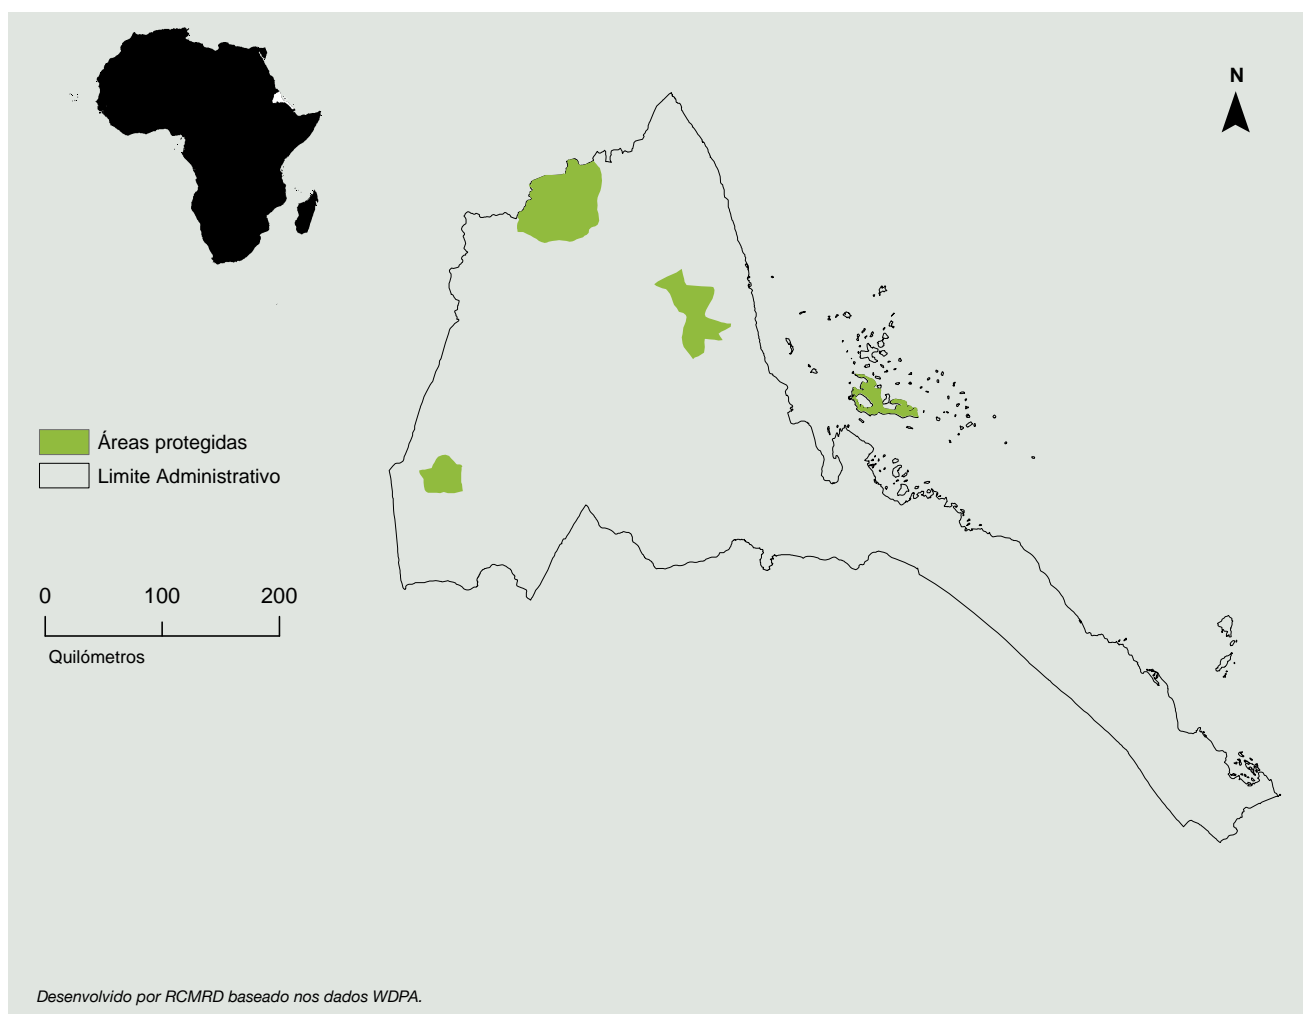 N
Áreas protegidas
Limite Administrativo
0 100 200
Quilómetros
Desenvolvido por RCMRD baseado nos dados WDPA.